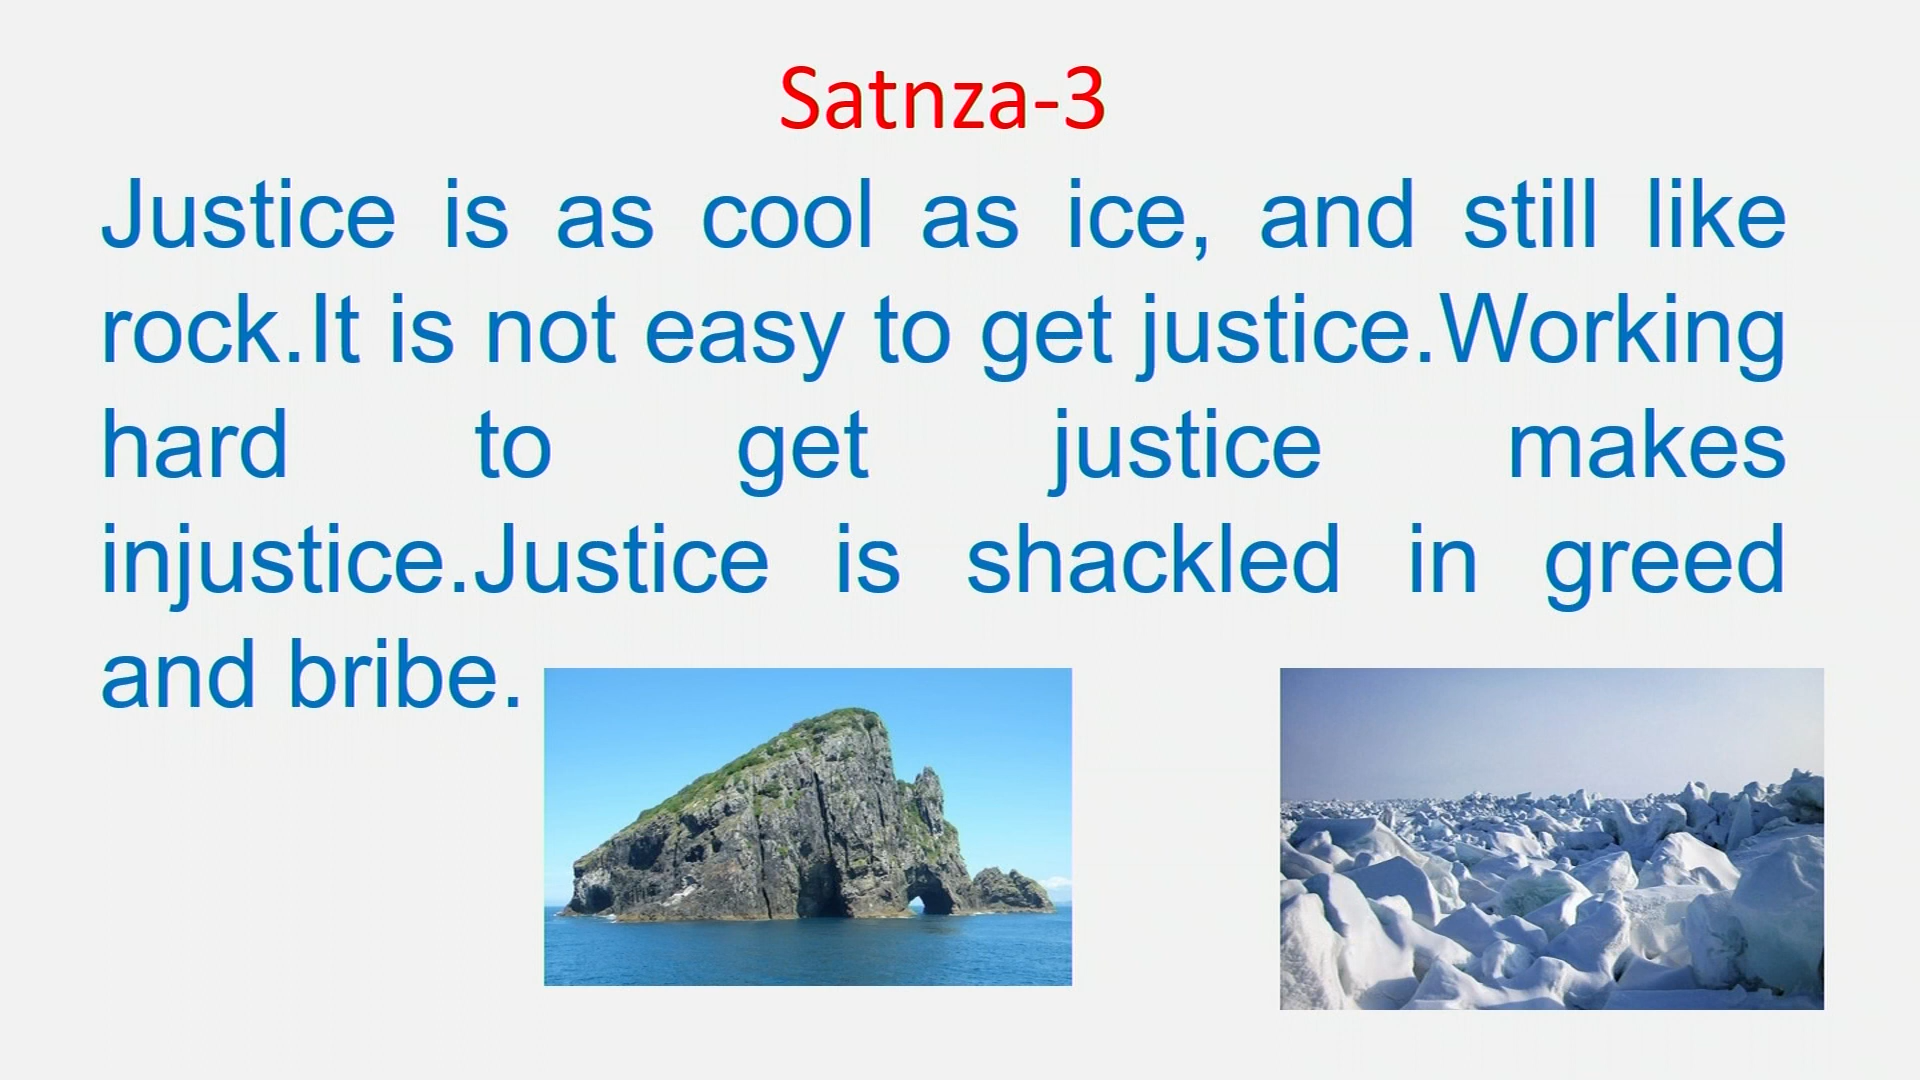 Satnza-3
Justice is as cool as ice, and still like
rock.It is not easy to get justice.Working
hard to get justice makes
injustice.Justice is shackled in greed
and bribe.